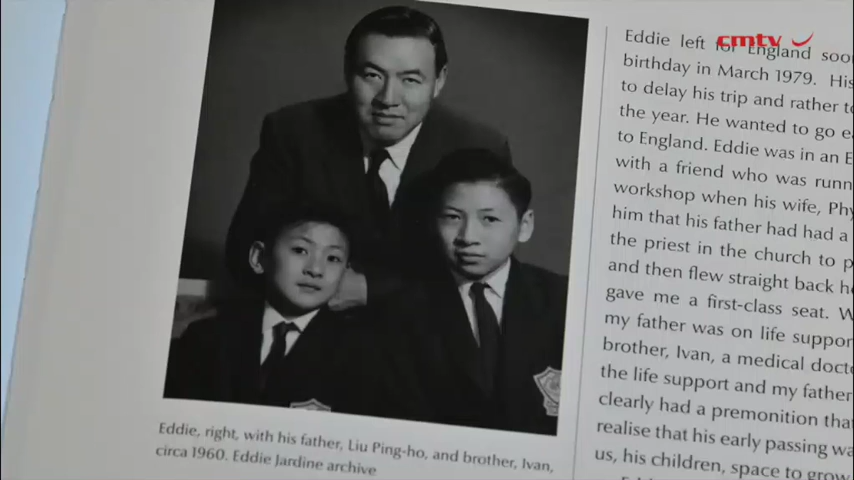 cmtv
Eddie left for England soo
birthday in March 1979. His
to delay his trip and rather to
the year. He wanted to go ea
to England. Eddie was in an E
with a friend who was runn
workshop when his wife, Phy
him that his father had had a
the priest in the church to p
and then flew straight back he
gave me a first-class seat. W
my father was on life suppor
brother, Ivan, a medical docto
the life support and my father
clearly had a premonition that
realise that his early passing wa
us, his children, space to grow
Eddie, right, with his father, Liu Ping-ho, and brother, Ivan,
circa 1960. Eddie Jardine archive